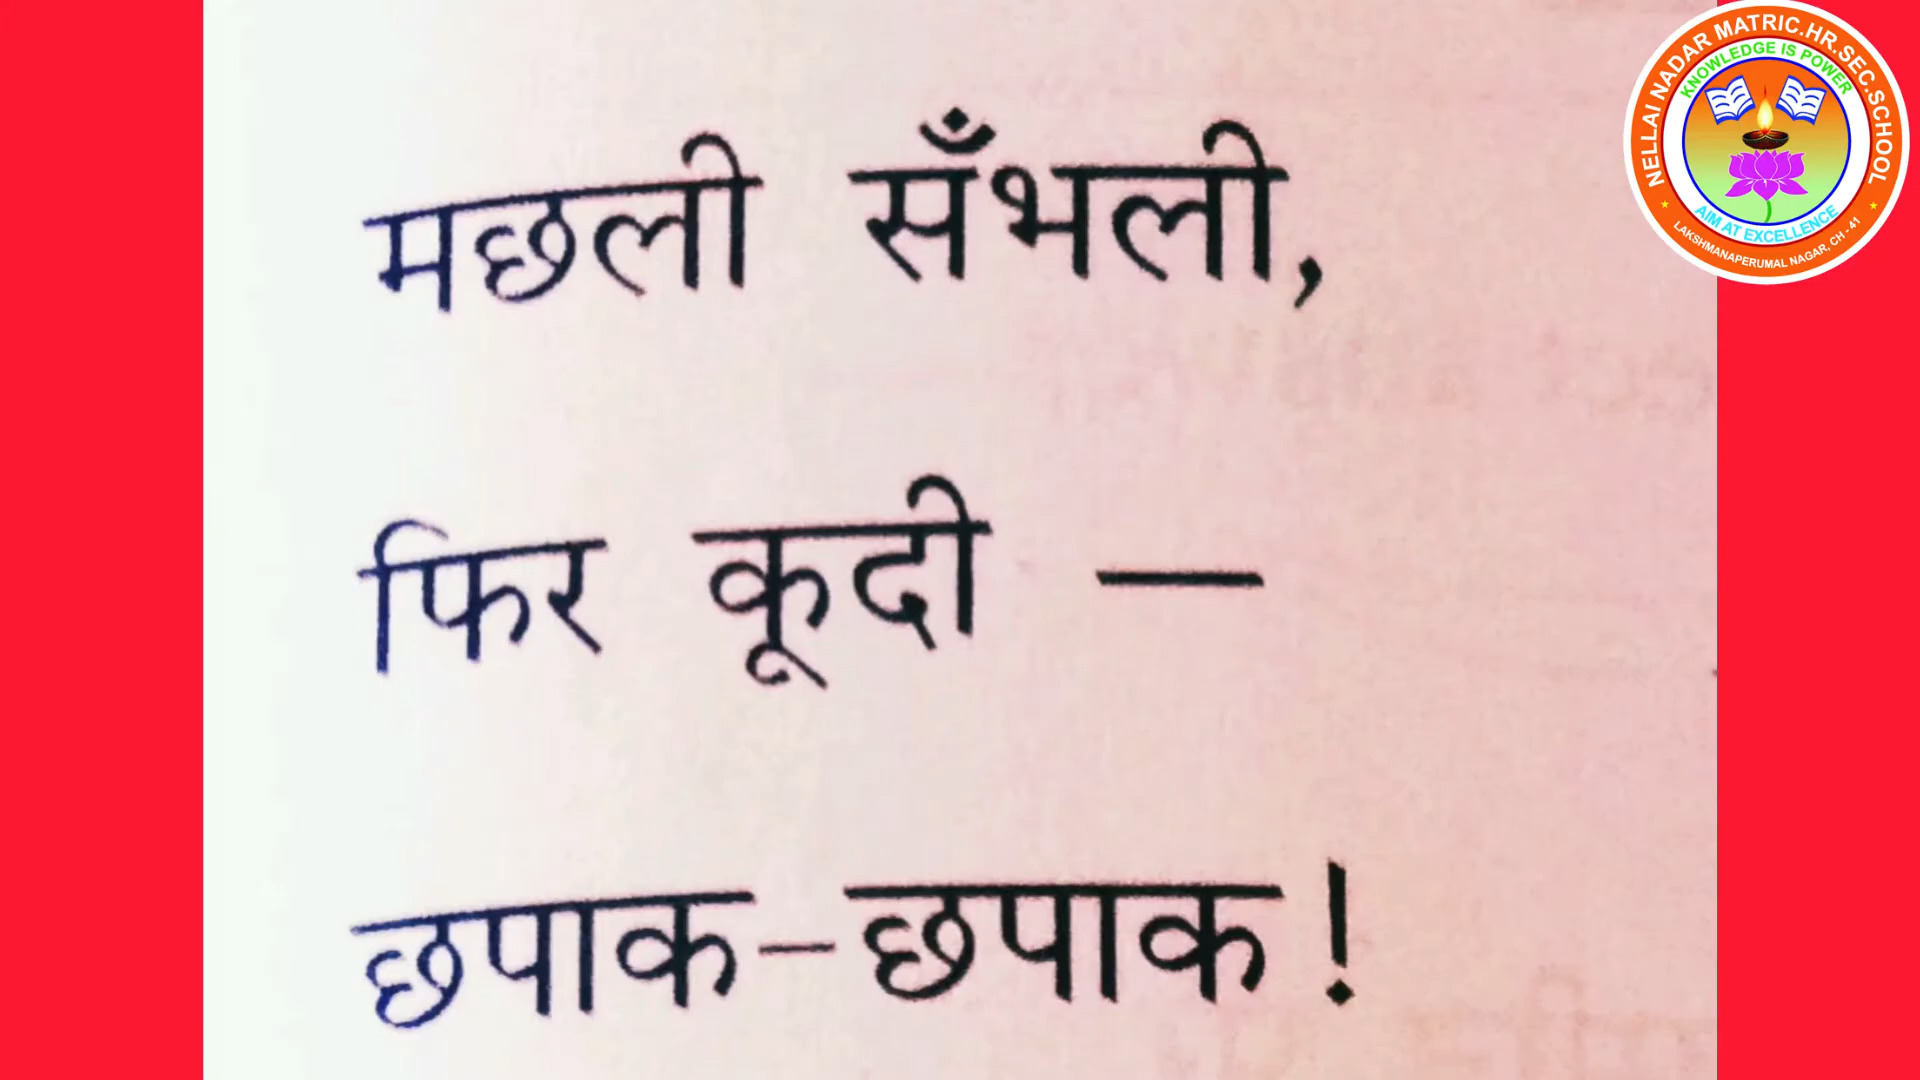 मछली सँभली,
फिर कूदी —
छपाक-छपाक!
NELLAI NADAR MATRIC.HR.SEC.SCHOOL
KNOWLEDGE IS POWER
AIM AT EXCELLENCE
LAKSHMANAPERUMAL NAGAR, CH - 41